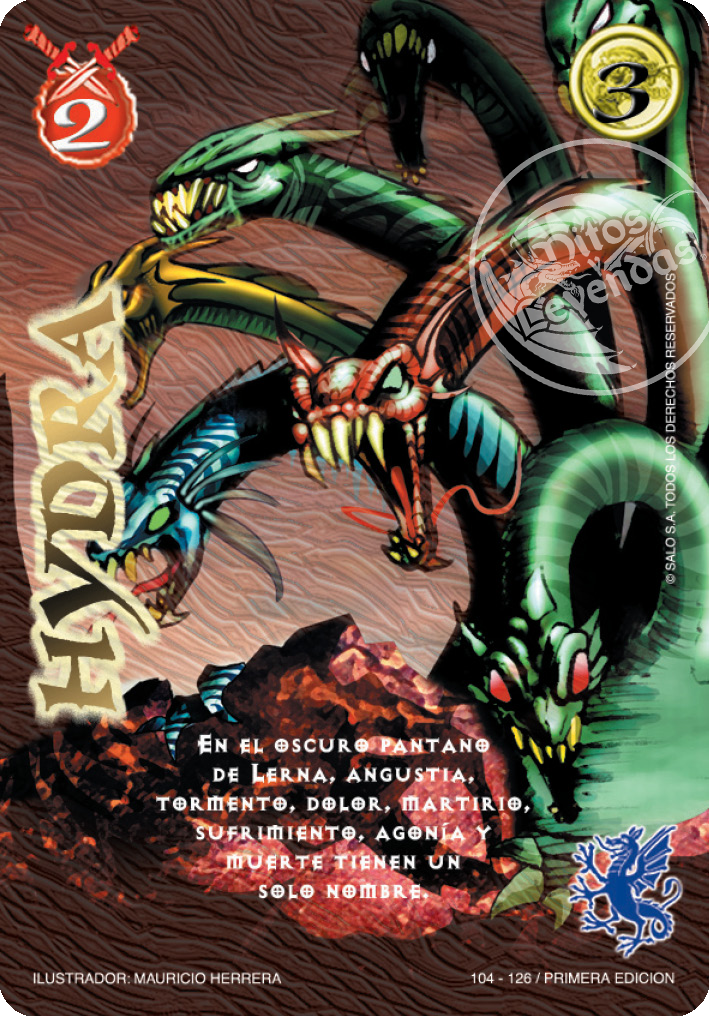 2
3
Mitos
Leyendas
HYDRA
© SALO S.A. TODOS LOS DERECHOS RESERVADOS
En el oscuro pantano
de Lerna, angustia,
tormento, dolor, martirio,
sufrimiento, agonía y
muerte tienen un
solo nombre.
ILUSTRADOR: MAURICIO HERRERA
104 - 126 / PRIMERA EDICION